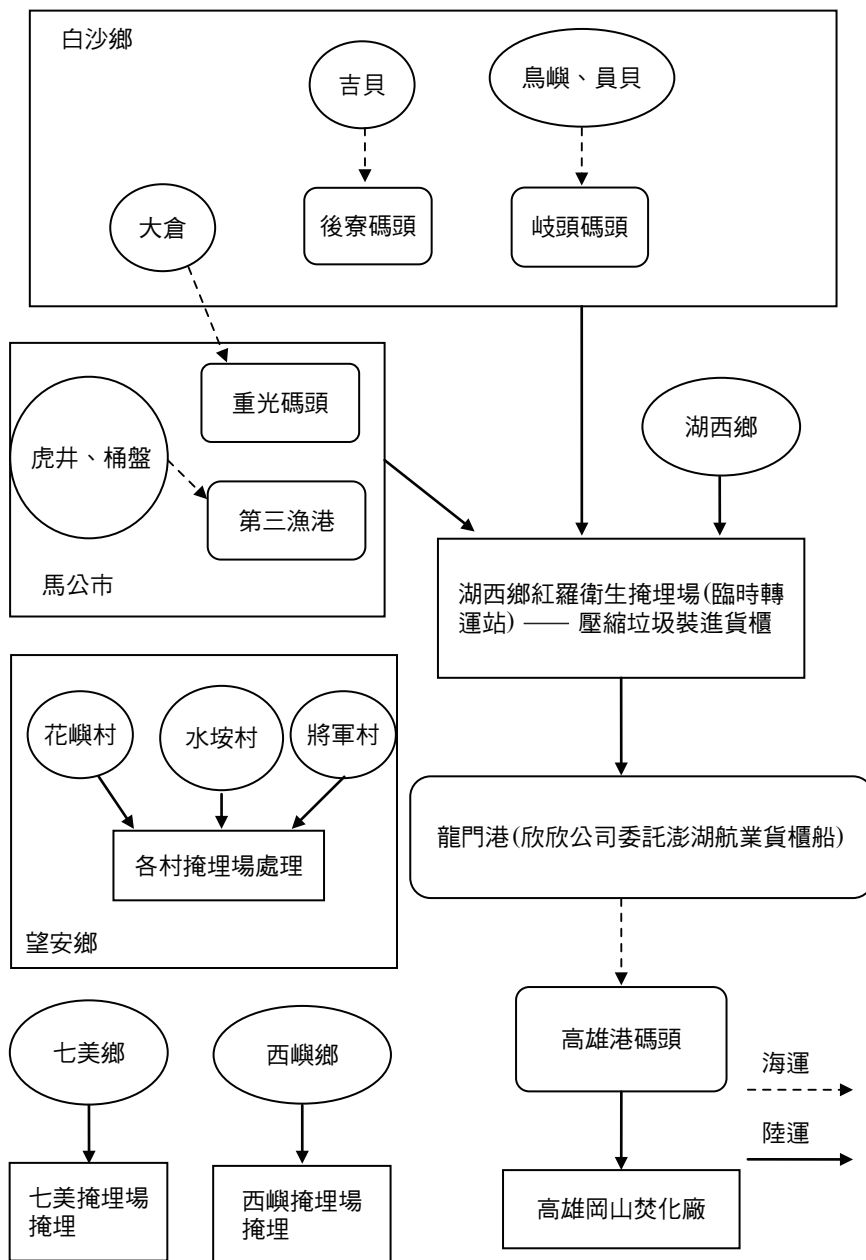 白沙鄉
吉貝
鳥嶼、員貝
後寮碼頭
岐頭碼頭
大倉
重光碼頭
虎井、桶盤
第三漁港
馬公市
湖西鄉
湖西鄉紅羅衛生掩埋場(臨時轉
運站) —— 壓縮垃圾裝進貨櫃
花嶼村
水垵村
將軍村
各村掩埋場處理
望安鄉
龍門港(欣欣公司委託澎湖航業貨櫃船)
七美鄉
西嶼鄉
高雄港碼頭
海運
陸運
七美掩埋場
掩埋
西嶼掩埋場
掩埋
高雄岡山焚化廠